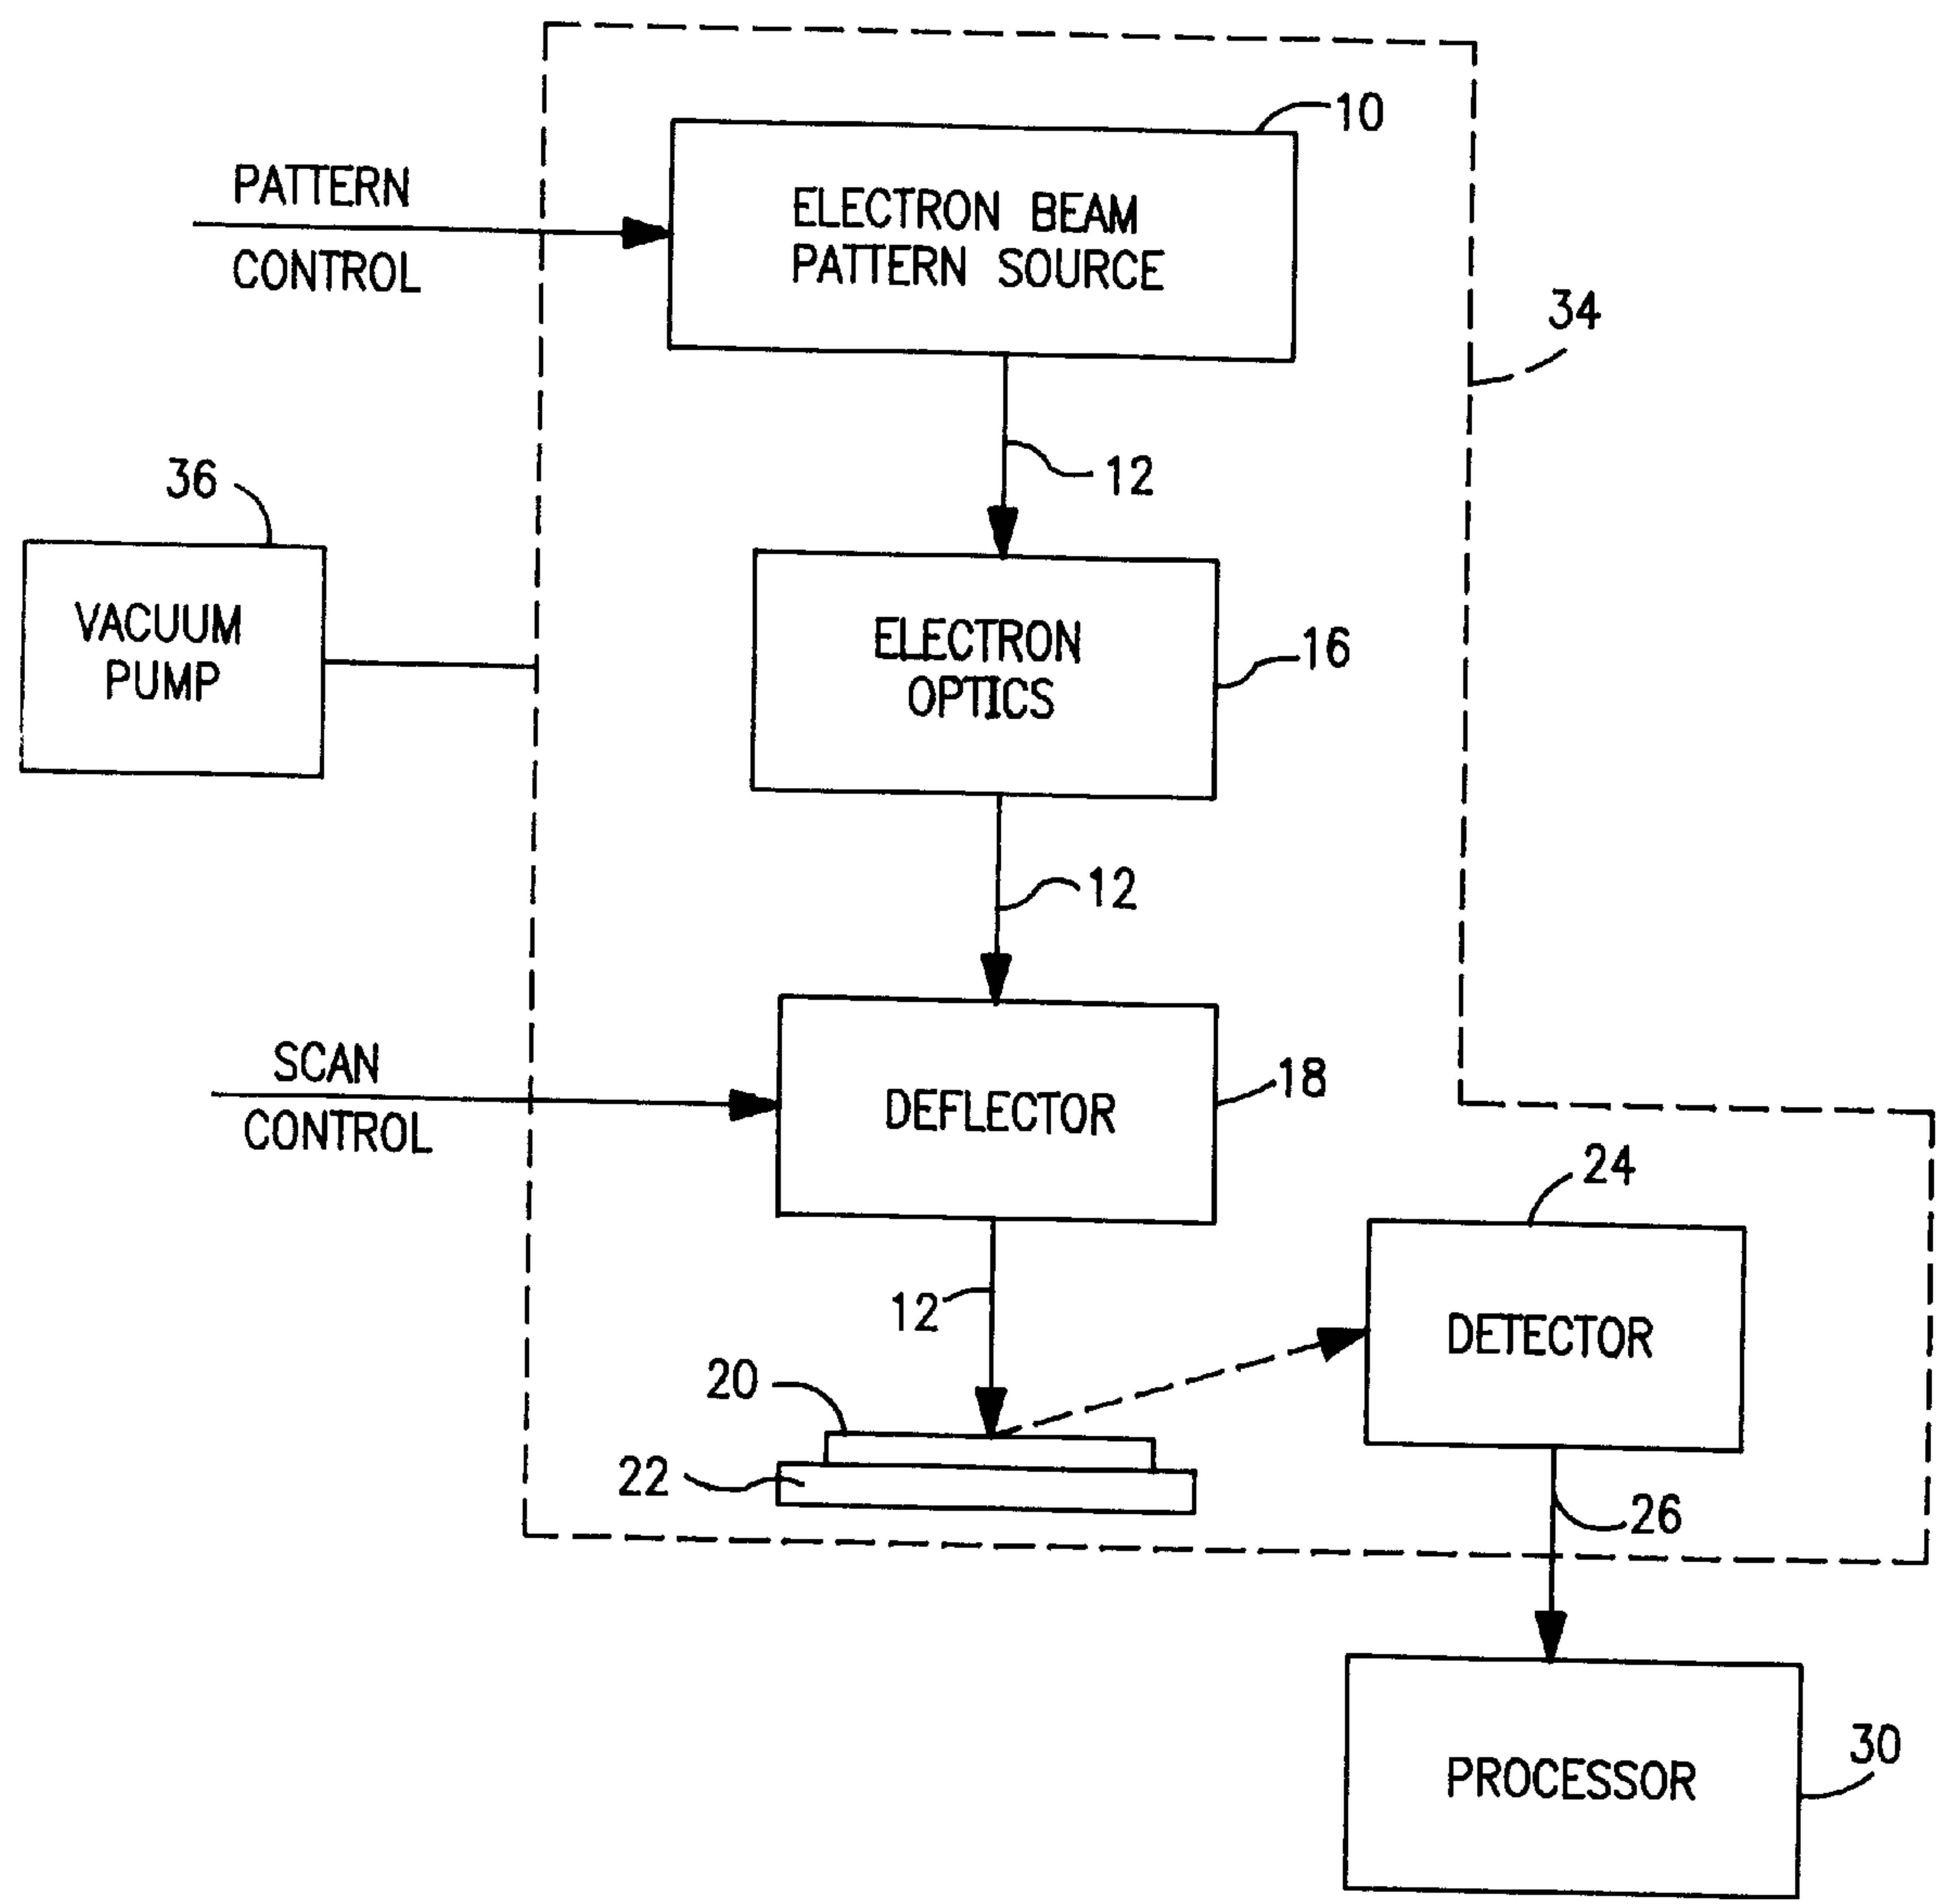 10
PATTERN
CONTROL
ELECTRON BEAM
PATTERN SOURCE
34
12
36
VACUUM
PUMP
ELECTRON
OPTICS
16
12
SCAN
CONTROL
DEFLECTOR
18
24
12
DETECTOR
20
22
26
PROCESSOR
30